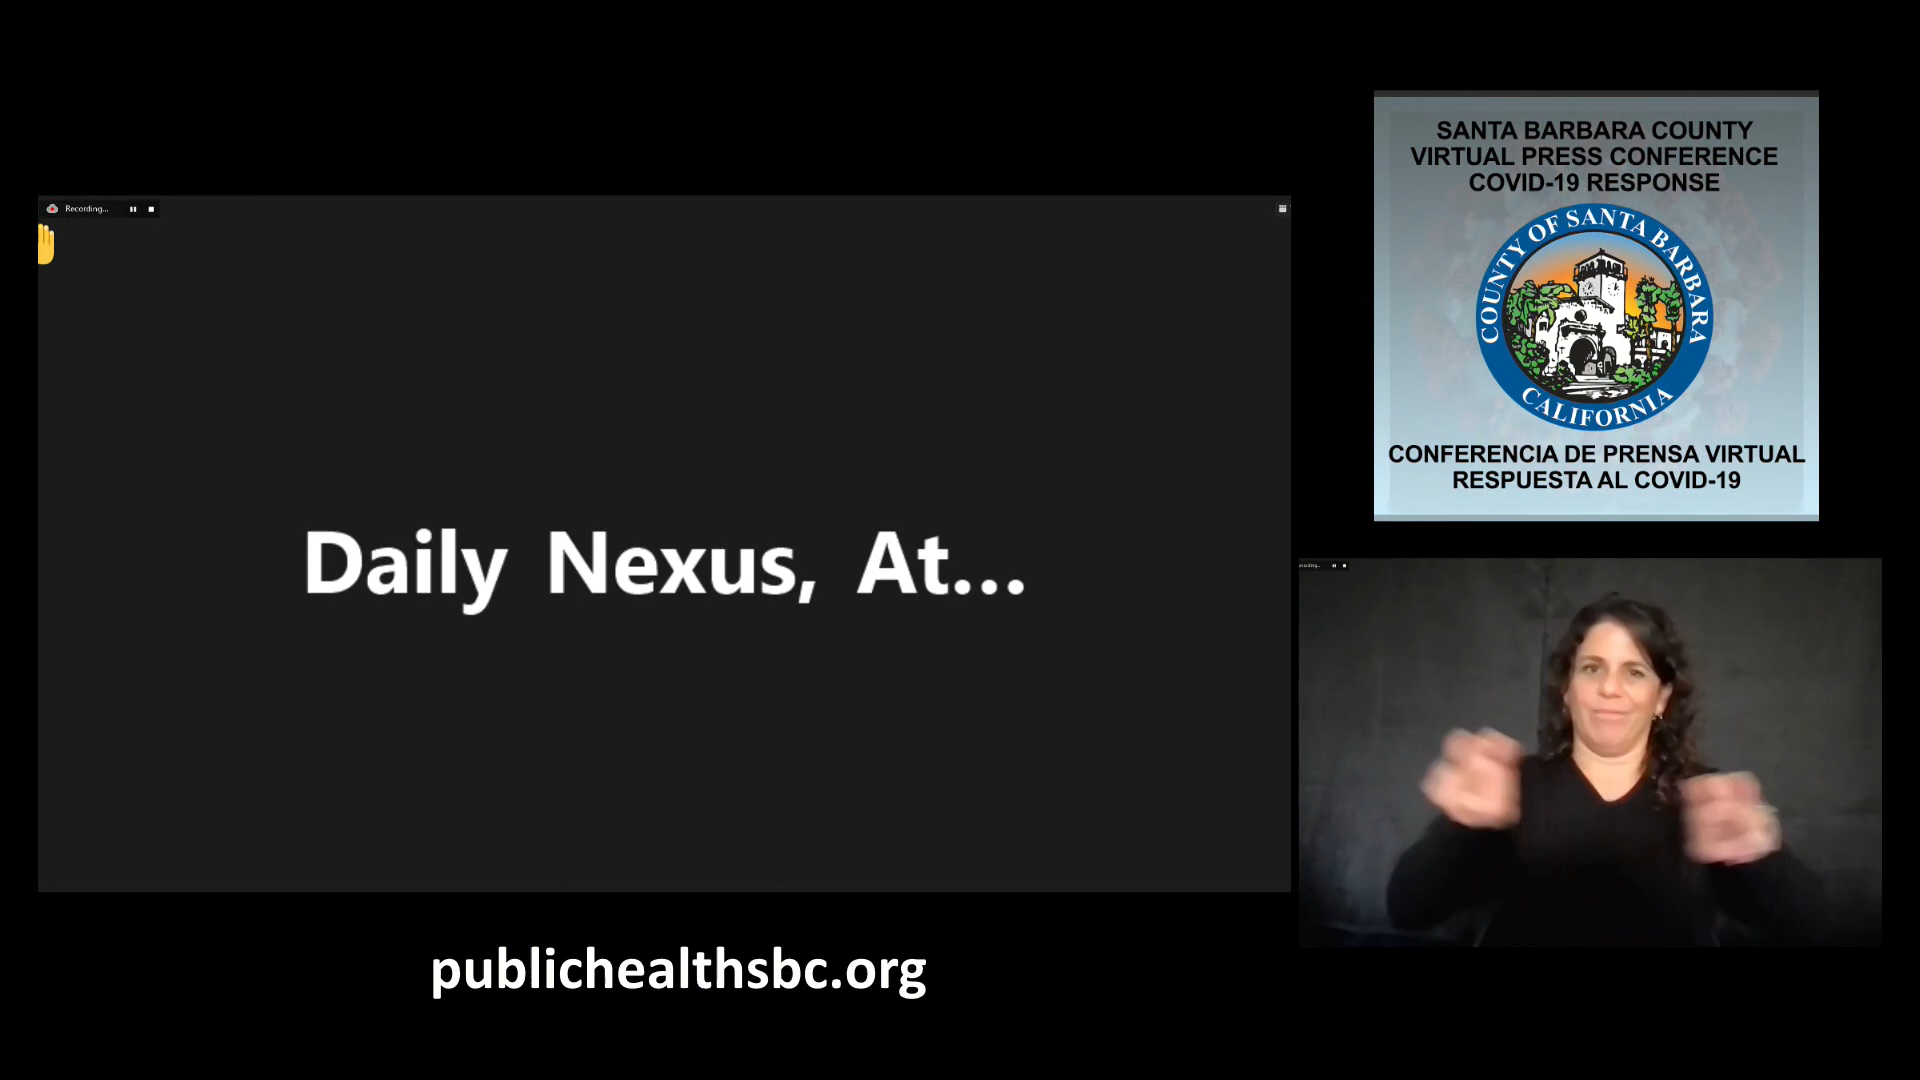 Recording...
Daily Nexus, At...
publichealthsbc.org
SANTA BARBARA COUNTY
VIRTUAL PRESS CONFERENCE
COVID-19 RESPONSE
COUNTY OF SANTA BARBARA
CALIFORNIA
CONFERENCIA DE PRENSA VIRTUAL
RESPUESTA AL COVID-19